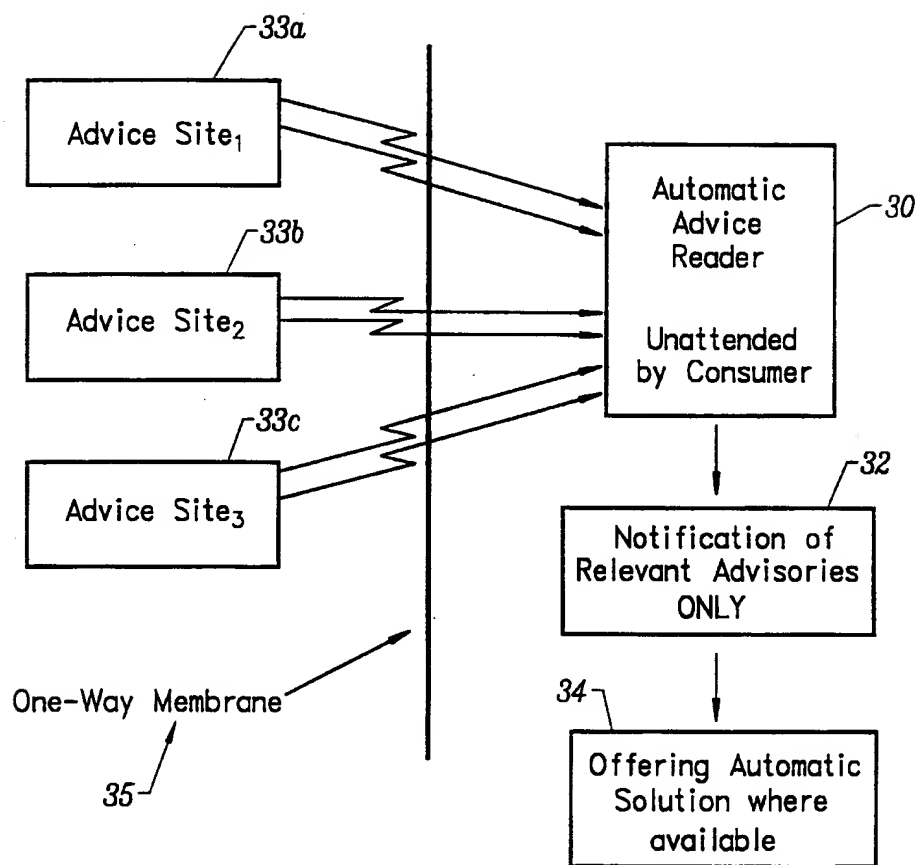 33a
Advice Site1
33b
Advice Site2
33c
Advice Site3
One-Way Membrane
35
Automatic
Advice
Reader
Unattended
by Consumer
30
32
Notification of
Relevant Advisories
ONLY
34
Offering Automatic
Solution where
available